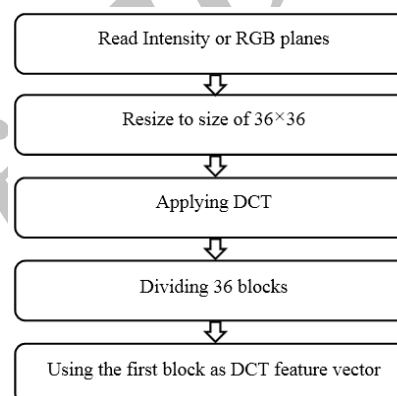 Read Intensity or RGB planes
Resize to size of 36×36
Applying DCT
Dividing 36 blocks
Using the first block as DCT feature vector